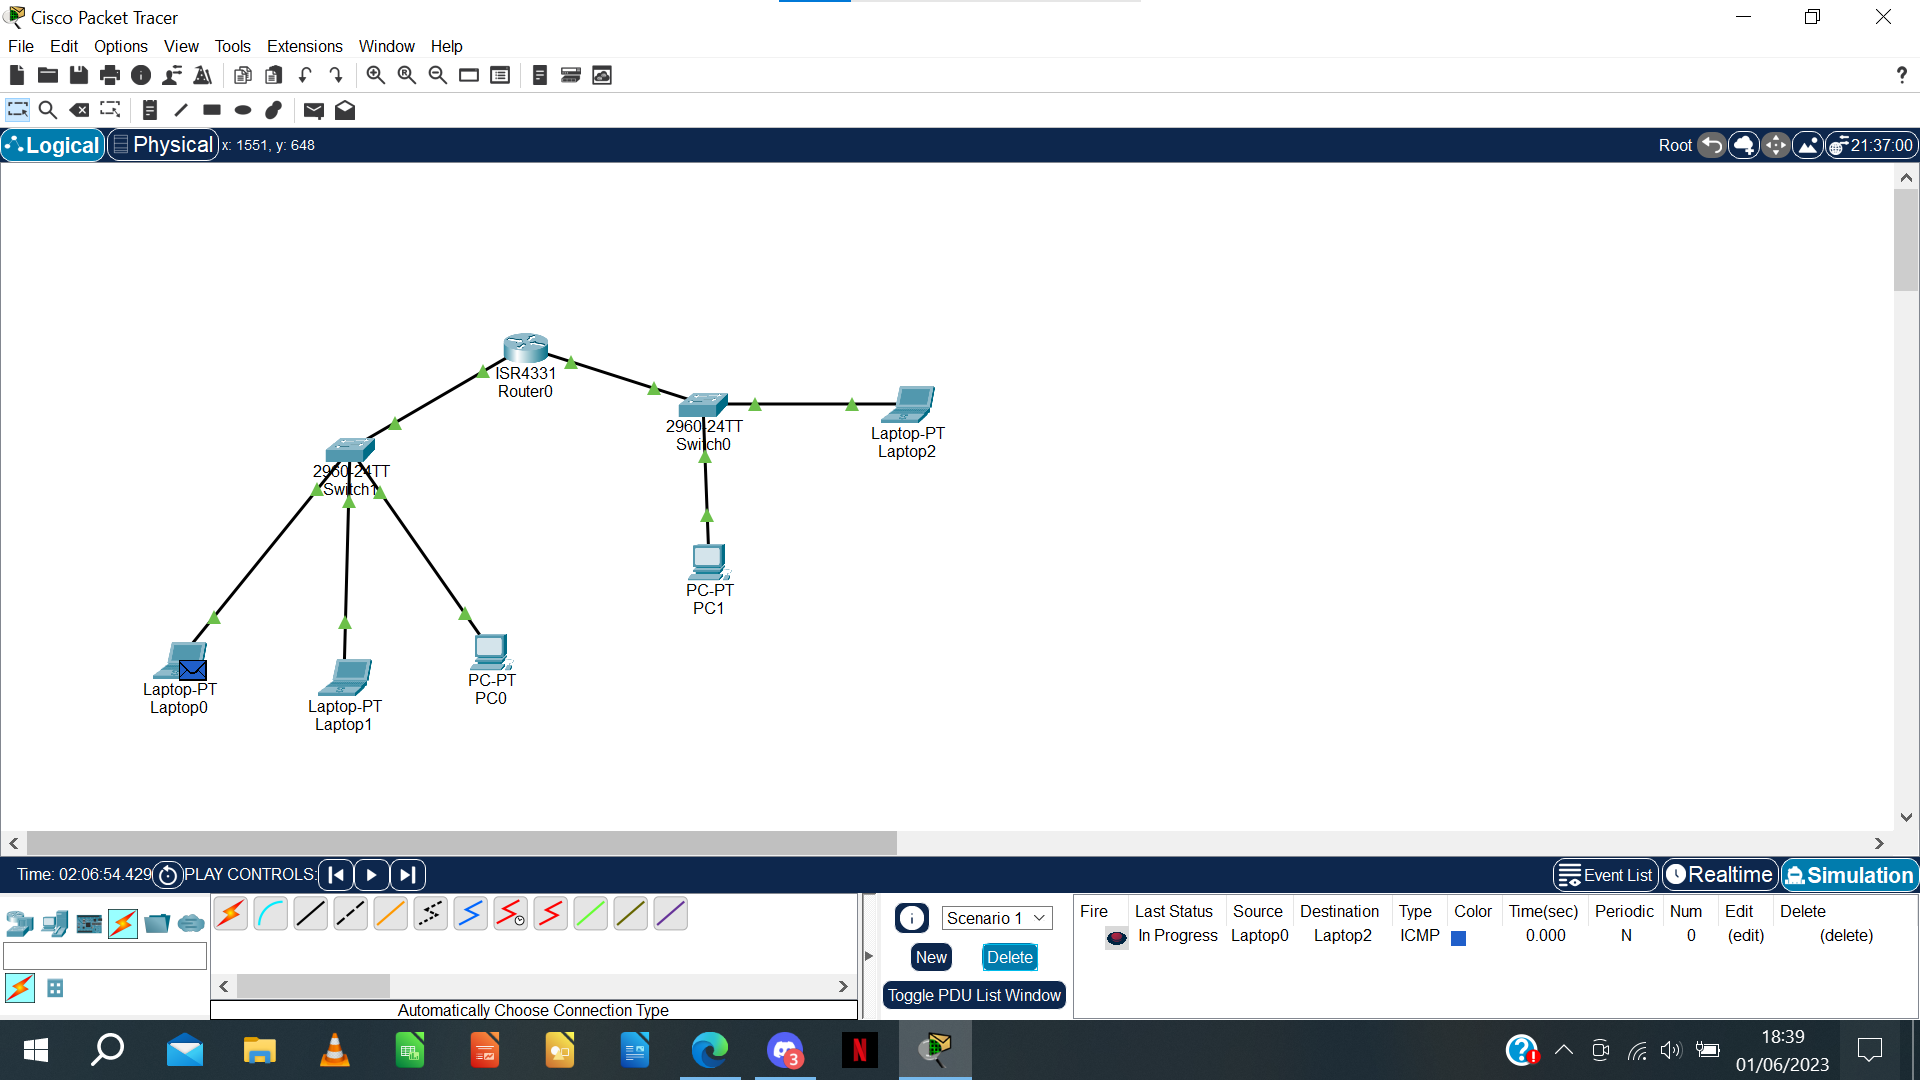 Cisco Packet Tracer
File Edit Options View Tools Extensions Window Help
?
Logical Physical x: 1551, y: 648 Root 21:37:00
ISR4331
Router0
2960-24TT
Switch0
Laptop-PT
Laptop2
2960-24TT
Switch1
PC-PT
PC1
Laptop-PT
Laptop0
Laptop-PT
Laptop1
PC-PT
PC0
Time: 02:06:54.429 PLAY CONTROLS: Event List Realtime Simulation
Scenario 1
New Delete
Toggle PDU List Window
Fire Last Status Source Destination Type Color Time(sec) Periodic Num Edit Delete
In Progress Laptop0 Laptop2 ICMP 0.000 N 0 (edit) (delete)
Automatically Choose Connection Type
3
N
18:39
01/06/2023